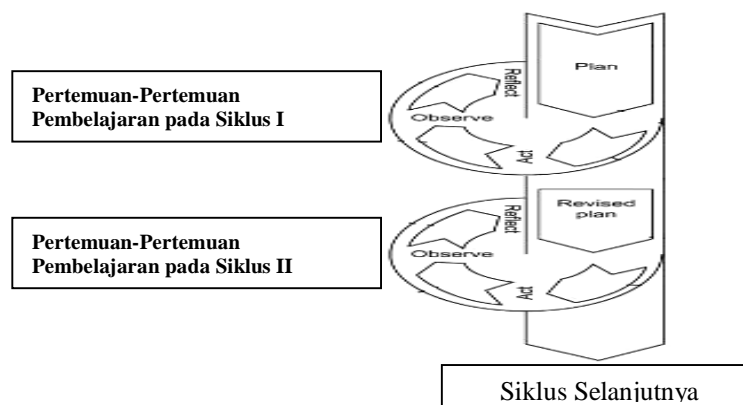 Plan
Reflect
Pertemuan-Pertemuan
Pembelajaran pada Siklus I
Observe
Act
Revised
plan
Reflect
Pertemuan-Pertemuan
Pembelajaran pada Siklus II
Observe
Act
Siklus Selanjutnya